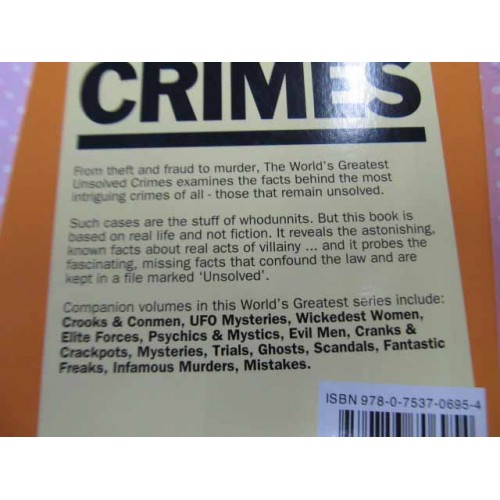 CRIMES
From theft and fraud to murder, The World's Greatest
Unsolved Crimes examines the facts behind the most
intriguing crimes of all - those that remain unsolved.
Such cases are the stuff of whodunnits. But this book is
based on real life and not fiction. It reveals the astonishing,
known facts about real acts of villainy ... and it probes the
fascinating, missing facts that confound the law and are
kept in a file marked 'Unsolved'.
Companion volumes in this World's Greatest series include:
Crooks & Conmen, UFO Mysteries, Wickedest Women,
Elite Forces, Psychics & Mystics, Evil Men, Cranks &
Crackpots, Mysteries, Trials, Ghosts, Scandals, Fantastic
Freaks, Infamous Murders, Mistakes.
ISBN 978-0-7537-0695-4